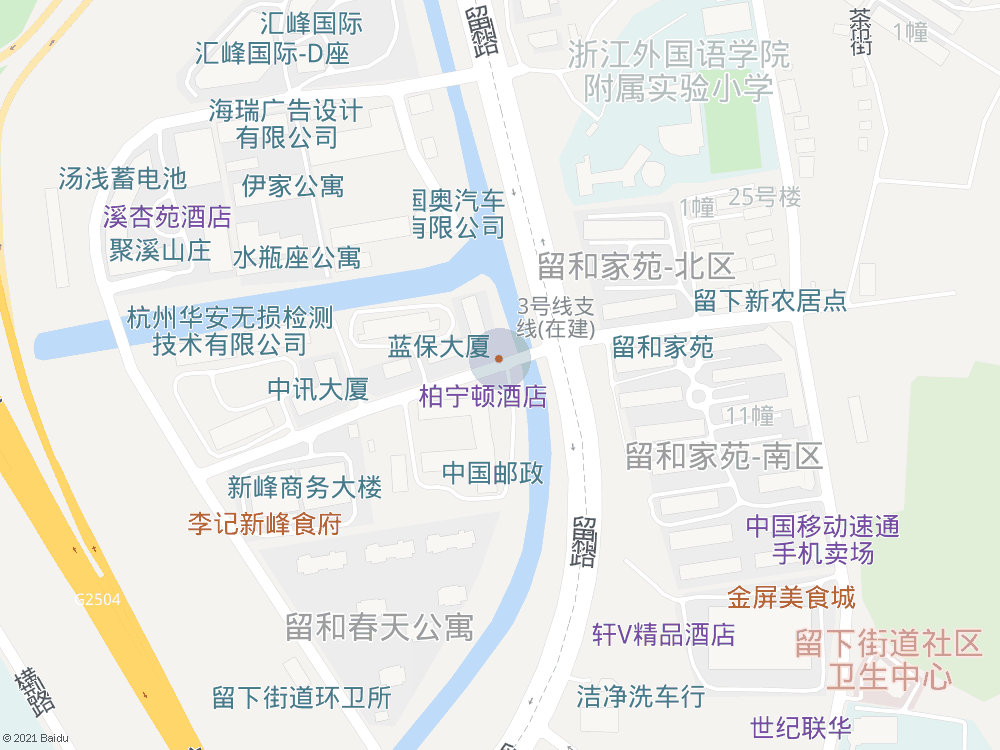 汇峰国际
汇峰国际-D座
茶市街
1幢
浙江外国语学院
附属实验小学
海瑞广告设计
有限公司
汤浅蓄电池
伊家公寓
国奥汽车
有限公司
25号楼
1幢
溪杏苑酒店
聚溪山庄
水瓶座公寓
留和家苑-北区
3号线支
线(在建)
留下新农居点
杭州华安无损检测
技术有限公司
蓝保大厦
留和家苑
中讯大厦
柏宁顿酒店
11幢
留和家苑-南区
中国邮政
新峰商务大楼
李记新峰食府
中国移动速通
手机卖场
G2504
金屏美食城
留和春天公寓
轩V精品酒店
留下街道社区
卫生中心
留下街道环卫所
洁净洗车行
世纪联华
© 2021 Baidu